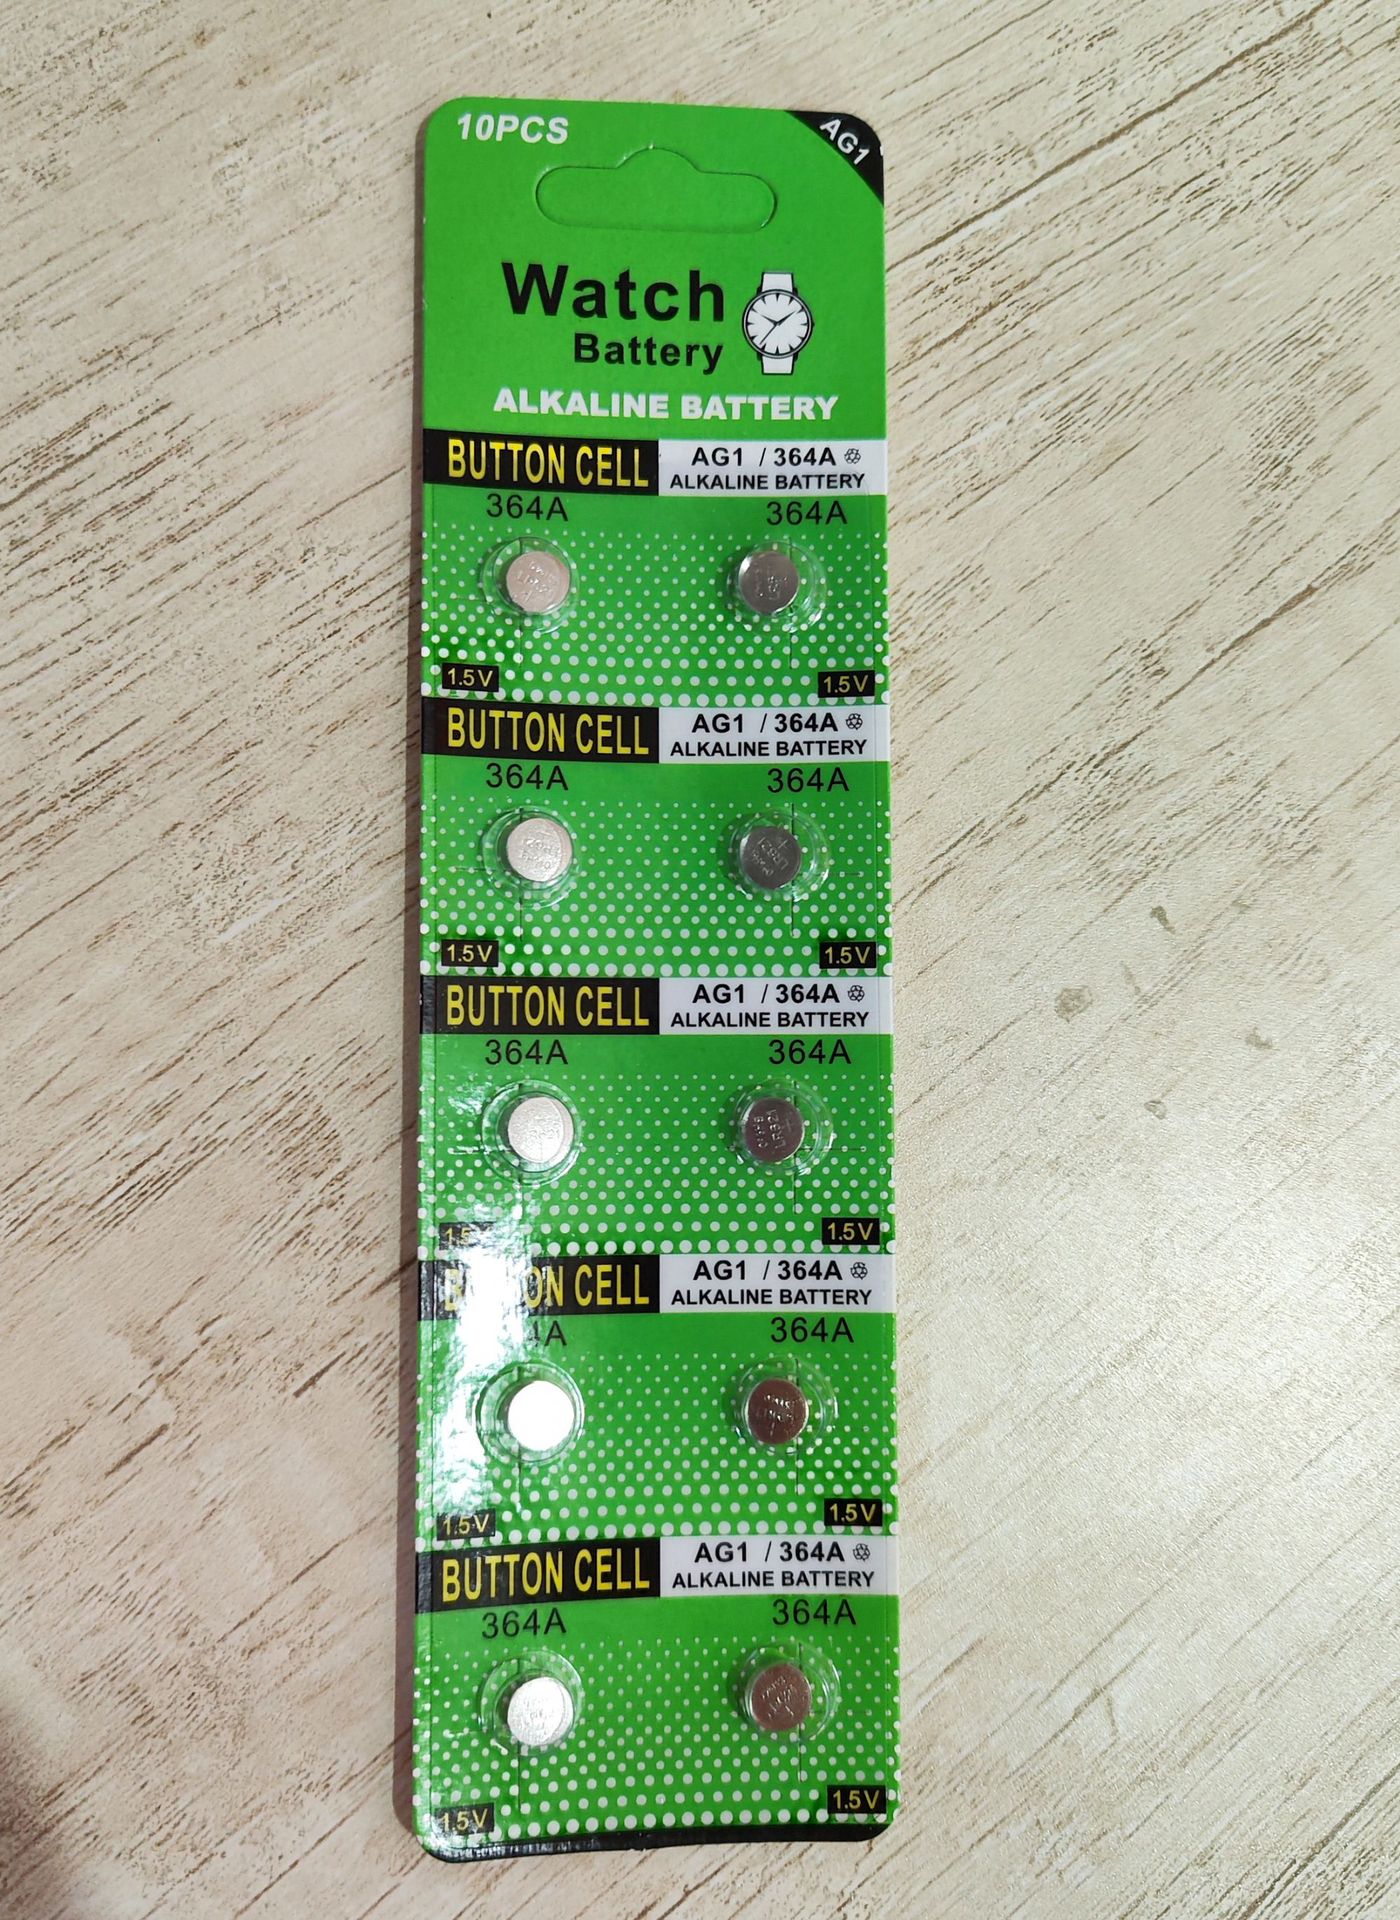 10PCS
AG1
Watch
Battery
ALKALINE BATTERY
BUTTON CELL
AG1 / 364A
ALKALINE BATTERY
364A 364A
1.5V 1.5V
BUTTON CELL
AG1 / 364A
ALKALINE BATTERY
364A 364A
LR621
1.5V 1.5V
BUTTON CELL
AG1 / 364A
ALKALINE BATTERY
364A 364A
LR621
1.5V
CELL
AG1 / 364A
ALKALINE BATTERY
364A
1.5V 1.5V
BUTTON CELL
AG1 / 364A
ALKALINE BATTERY
364A 364A
1.5V 1.5V